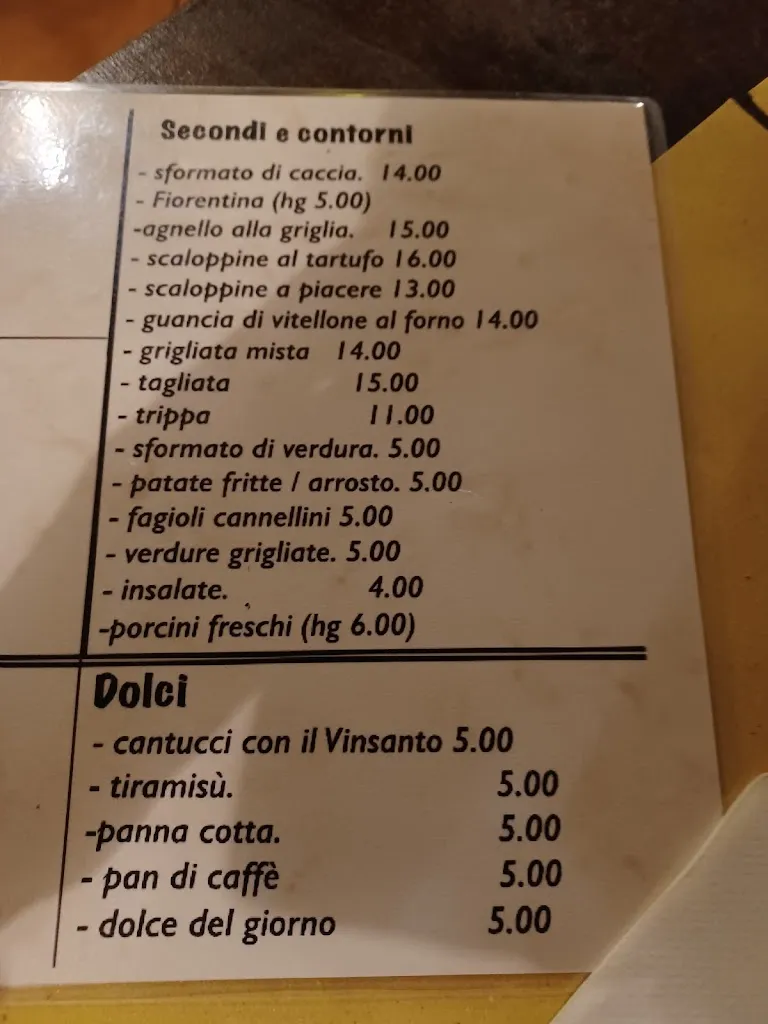 Secondi e contorni
- sformato di caccia. 14.00
- Fiorentina (hg 5.00)
-agnello alla griglia. 15.00
- scaloppine al tartufo 16.00
- scaloppine a piacere 13.00
- guancia di vitellone al forno 14.00
- grigliata mista 14.00
- tagliata 15.00
- trippa 11.00
- sformato di verdura. 5.00
- patate fritte / arrosto. 5.00
- fagioli cannellini 5.00
- verdure grigliate. 5.00
- insalate. 4.00
-porcini freschi (hg 6.00)
Dolci
- cantucci con il Vinsanto 5.00
- tiramisù. 5.00
-panna cotta. 5.00
- pan di caffè 5.00
- dolce del giorno 5.00